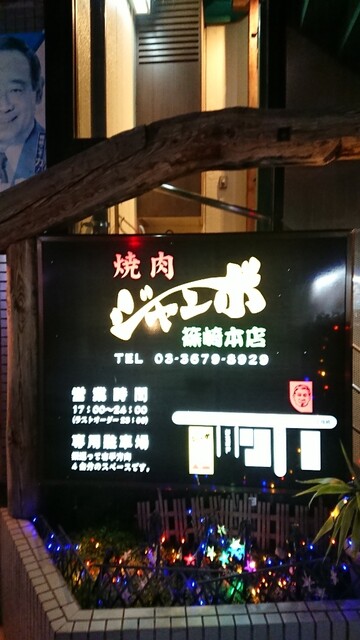 焼肉
ジャンボ
篠崎本店
TEL 03-3679-8929
営業時間
17:00~24:00
(ラストオーダー23:00)
専用駐車場
4台分のスペースです。